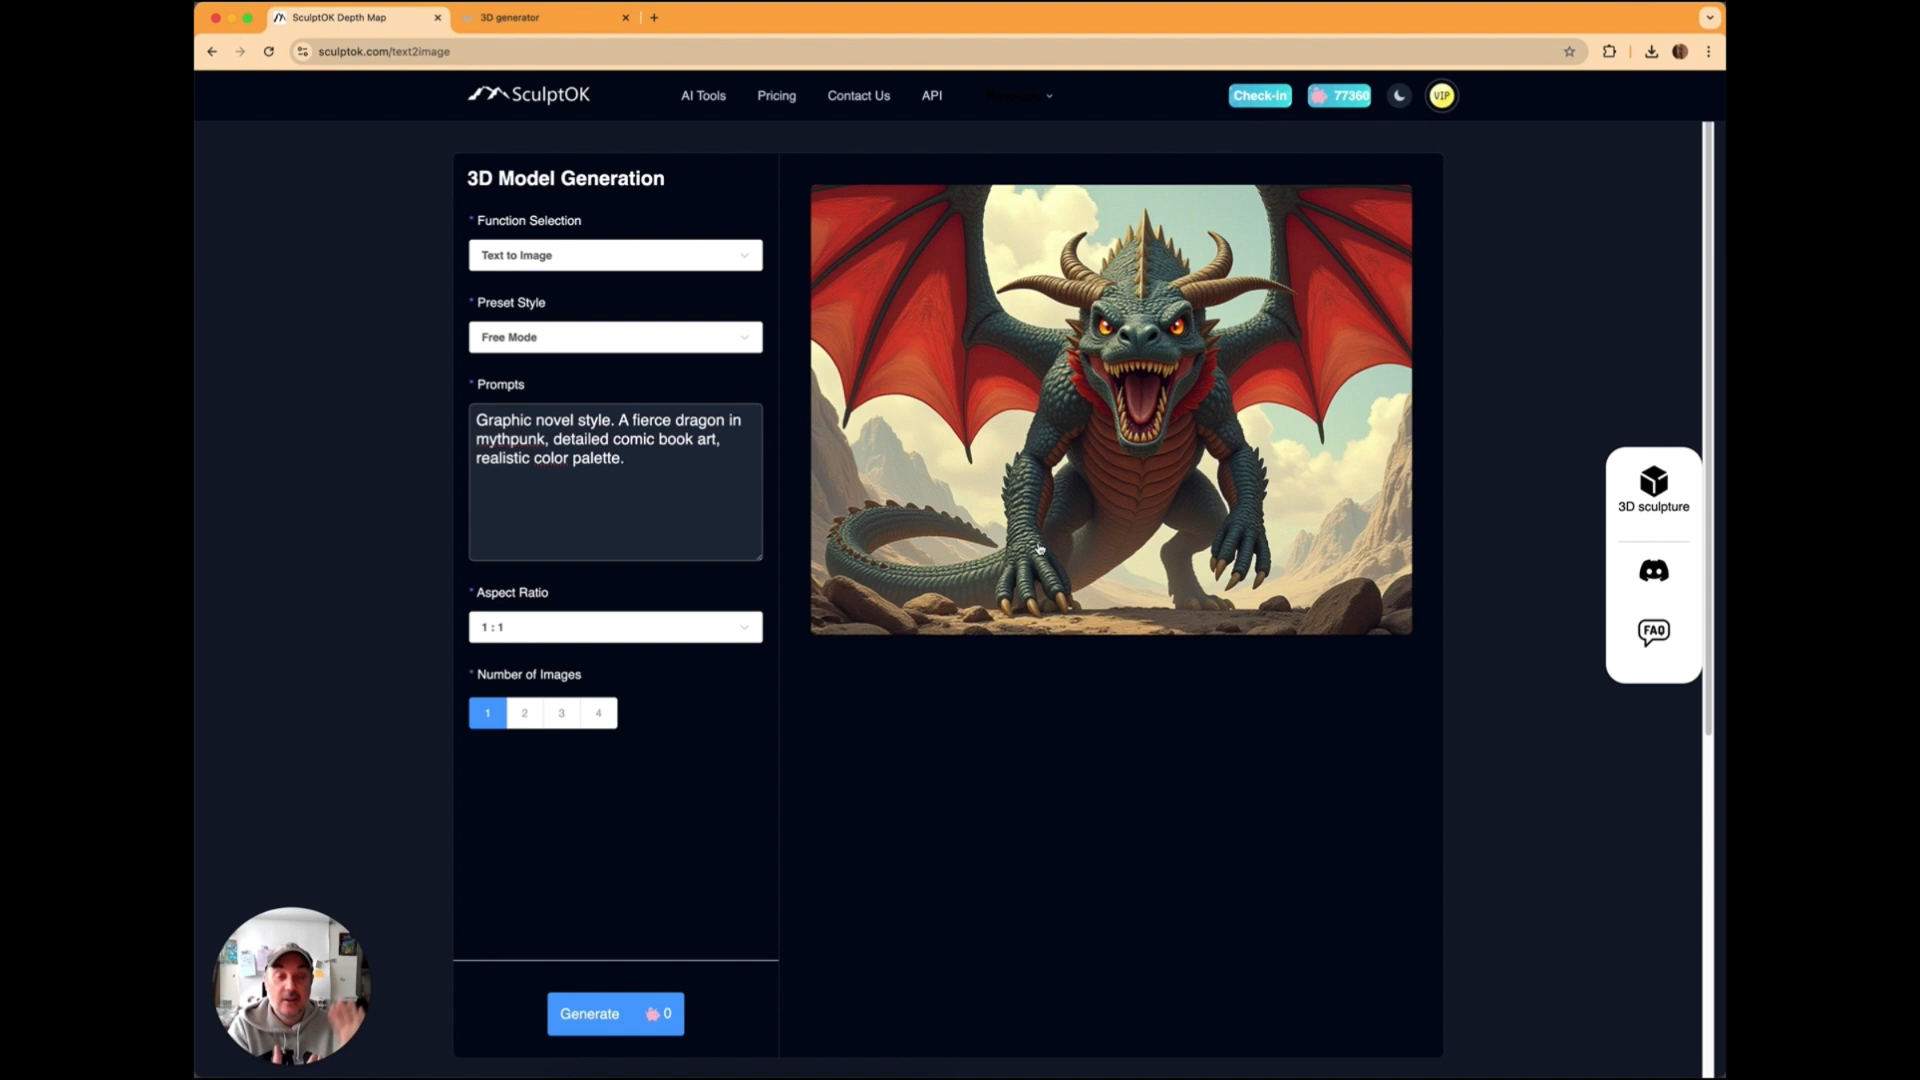 SculptOK Depth Map
3D generator
sculptok.com/text2image
SculptOK
AI Tools
Pricing
Contact Us
API
Check-in
77360
VIP
3D Model Generation
* Function Selection
Text to Image
* Preset Style
Free Mode
* Prompts
Graphic novel style. A fierce dragon in
mythpunk, detailed comic book art,
realistic color palette.
* Aspect Ratio
1 : 1
* Number of Images
1 2 3 4
Generate 0
3D sculpture
FAQ